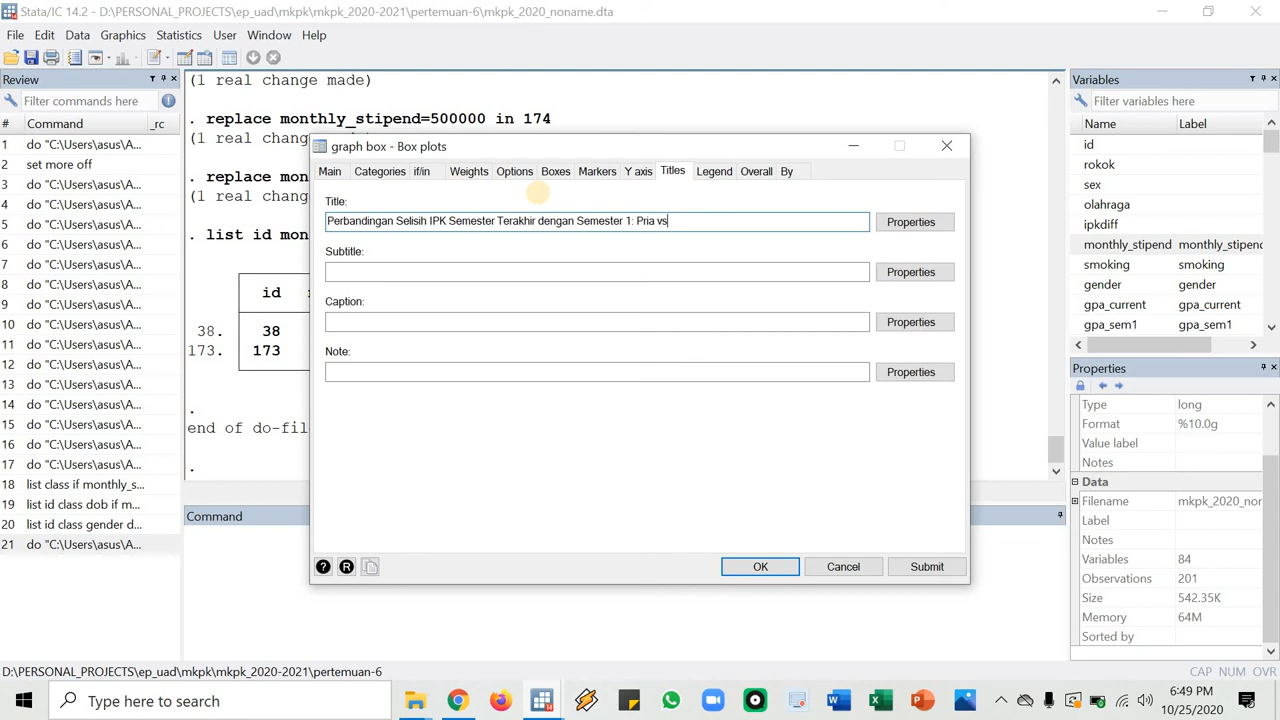 Stata/IC 14.2 - D:\PERSONAL_PROJECTS\ep_uad\mkpk\mkpk_2020-2021\pertemuan-6\mkpk_2020_noname.dta
File Edit Data Graphics Statistics User Window Help
Review
Filter commands here
# Command _rc
1 do "C:\Users\asus\A...
2 set more off
3 do "C:\Users\asus\A...
4 do "C:\Users\asus\A...
5 do "C:\Users\asus\A...
6 do "C:\Users\asus\A...
7 do "C:\Users\asus\A...
8 do "C:\Users\asus\A...
9 do "C:\Users\asus\A...
10 do "C:\Users\asus\A...
11 do "C:\Users\asus\A...
12 do "C:\Users\asus\A...
13 do "C:\Users\asus\A...
14 do "C:\Users\asus\A...
15 do "C:\Users\asus\A...
16 do "C:\Users\asus\A...
17 do "C:\Users\asus\A...
18 list class if monthly_s...
19 list id class dob if m...
20 list id class gender d...
21 do "C:\Users\asus\A...
(1 real change made)
. replace monthly_stipend=500000 in 174
(1 real chang
. replace mon
(1 real chang
. list id mon
id
38. 38
173. 173
.
end of do-fil
.
Command
graph box - Box plots
Main Categories if/in Weights Options Boxes Markers Y axis Titles Legend Overall By
Title:
Perbandingan Selisih IPK Semester Terakhir dengan Semester 1: Pria vs
Properties
Subtitle:
Properties
Caption:
Properties
Note:
Properties
? R
OK Cancel Submit
Variables
Filter variables here
Name Label
id
rokok
sex
olahraga
ipkdiff
monthly_stipend monthly_stipend
smoking smoking
gender gender
gpa_current gpa_current
gpa_sem1 gpa_sem1
Properties
Type long
Format %10.0g
Value label
Notes
Data
Filename mkpk_2020_nor
Label
Notes
Variables 84
Observations 201
Size 542.35K
Memory 64M
Sorted by
D:\PERSONAL_PROJECTS\ep_uad\mkpk\mkpk_2020-2021\pertemuan-6
CAP NUM OVR
Type here to search
6:49 PM
10/25/2020